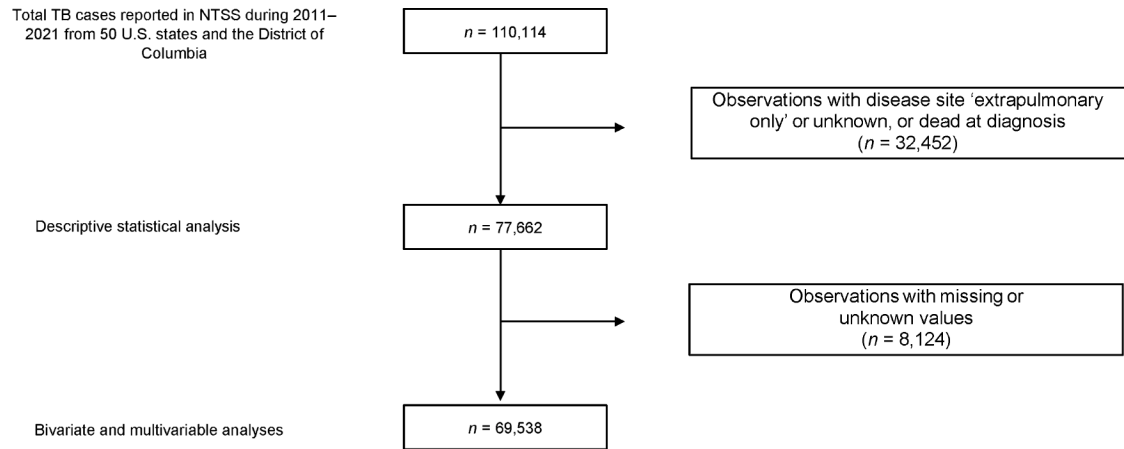 Total TB cases reported in NTSS during 2011–
2021 from 50 U.S. states and the District of
Columbia
n = 110,114
Observations with disease site ‘extrapulmonary
only’ or unknown, or dead at diagnosis
(n = 32,452)
Descriptive statistical analysis
n = 77,662
Observations with missing or
unknown values
(n = 8,124)
Bivariate and multivariable analyses
n = 69,538